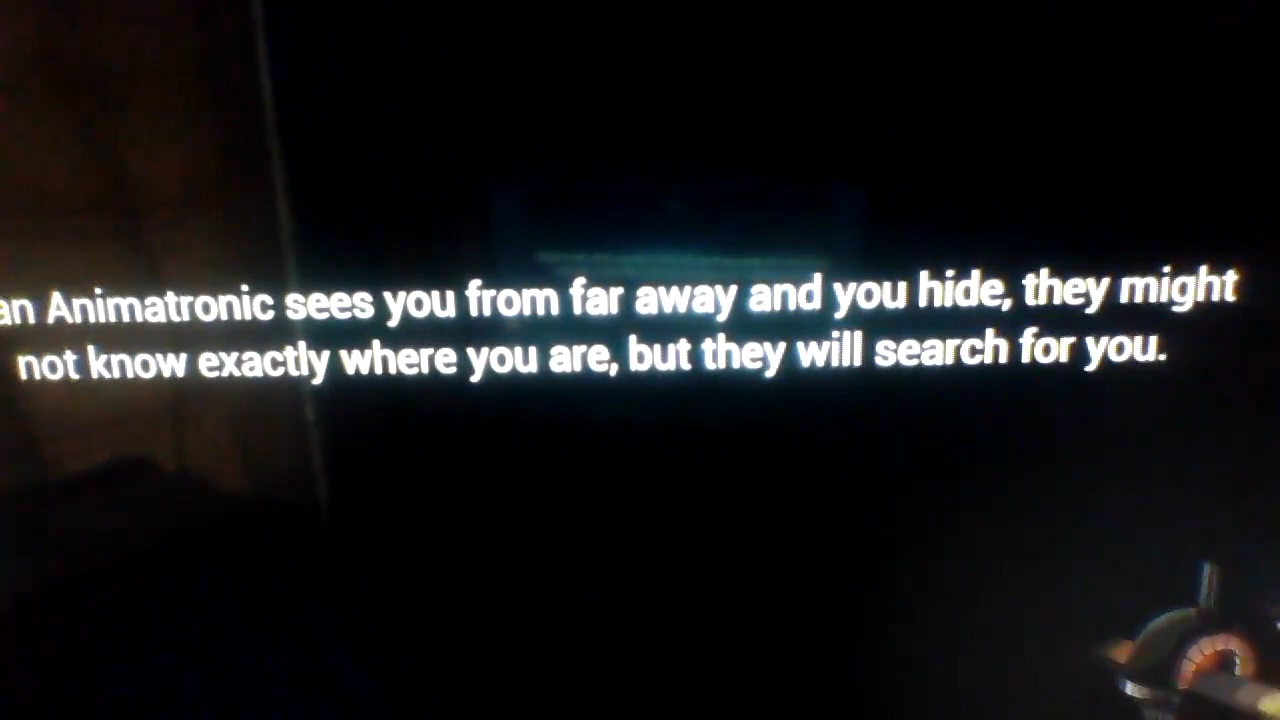 an Animatronic sees you from far away and you hide, they might
not know exactly where you are, but they will search for you.